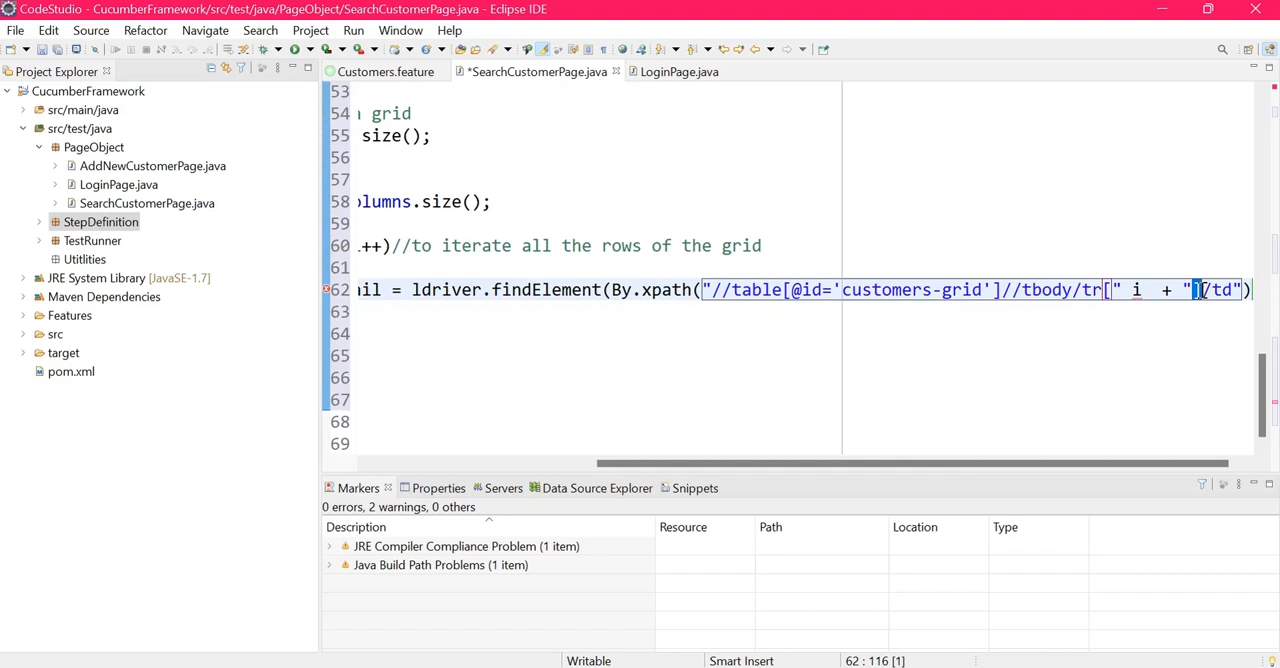 CodeStudio - CucumberFramework/src/test/java/PageObject/SearchCustomerPage.java - Eclipse IDE
File Edit Source Refactor Navigate Search Project Run Window Help
Project Explorer
Customers.feature
*SearchCustomerPage.java
LoginPage.java
CucumberFramework
src/main/java
src/test/java
PageObject
AddNewCustomerPage.java
LoginPage.java
SearchCustomerPage.java
StepDefinition
TestRunner
Uitilities
JRE System Library [JavaSE-1.7]
Maven Dependencies
Features
src
target
pom.xml
53
54 grid
55 size();
56
57
58 olumns.size();
59
60 ++)//to iterate all the rows of the grid
61
62 ail = ldriver.findElement(By.xpath("//table[@id='customers-grid']//tbody/tr[" i + "]/td")
63
64
65
66
67
68
69
Markers Properties Servers Data Source Explorer Snippets
0 errors, 2 warnings, 0 others
Description Resource Path Location Type
JRE Compiler Compliance Problem (1 item)
Java Build Path Problems (1 item)
Writable Smart Insert 62 : 116 [1]